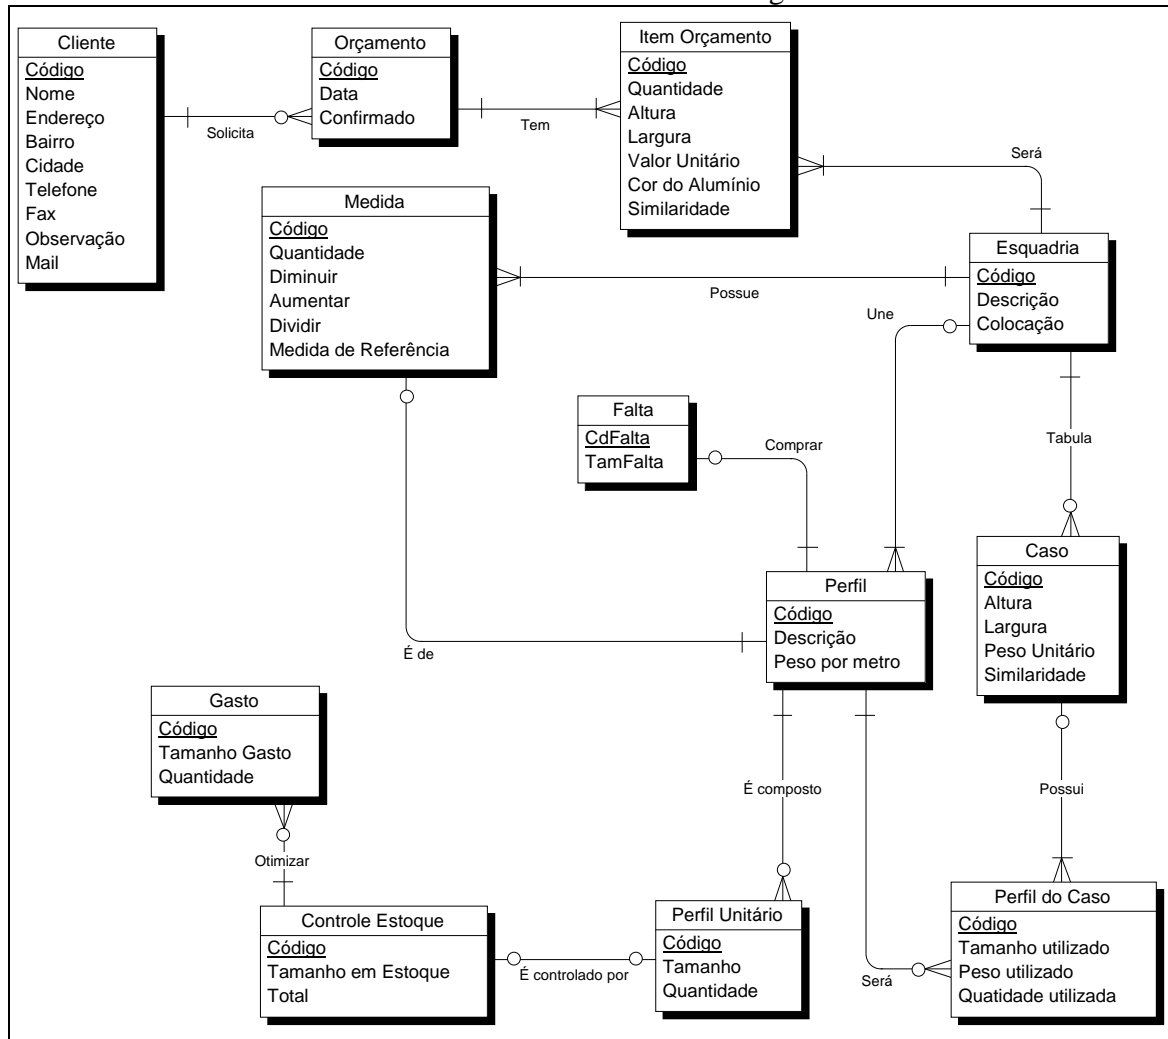 Cliente
Código
Nome
Endereço
Bairro
Cidade
Telefone
Fax
Observação
Mail
Solicita
Orçamento
Código
Data
Confirmado
Tem
Item Orçamento
Código
Quantidade
Altura
Largura
Valor Unitário
Cor do Alumínio
Similaridade
Será
Medida
Código
Quantidade
Diminuir
Aumentar
Dividir
Medida de Referência
Possue
Esquadria
Código
Descrição
Colocação
Une
Falta
CdFalta
TamFalta
Comprar
Tabula
Caso
Código
Altura
Largura
Peso Unitário
Similaridade
Perfil
Código
Descrição
Peso por metro
É de
Gasto
Código
Tamanho Gasto
Quantidade
É composto
Possui
Otimizar
Controle Estoque
Código
Tamanho em Estoque
Total
É controlado por
Perfil Unitário
Código
Tamanho
Quantidade
Será
Perfil do Caso
Código
Tamanho utilizado
Peso utilizado
Quatidade utilizada